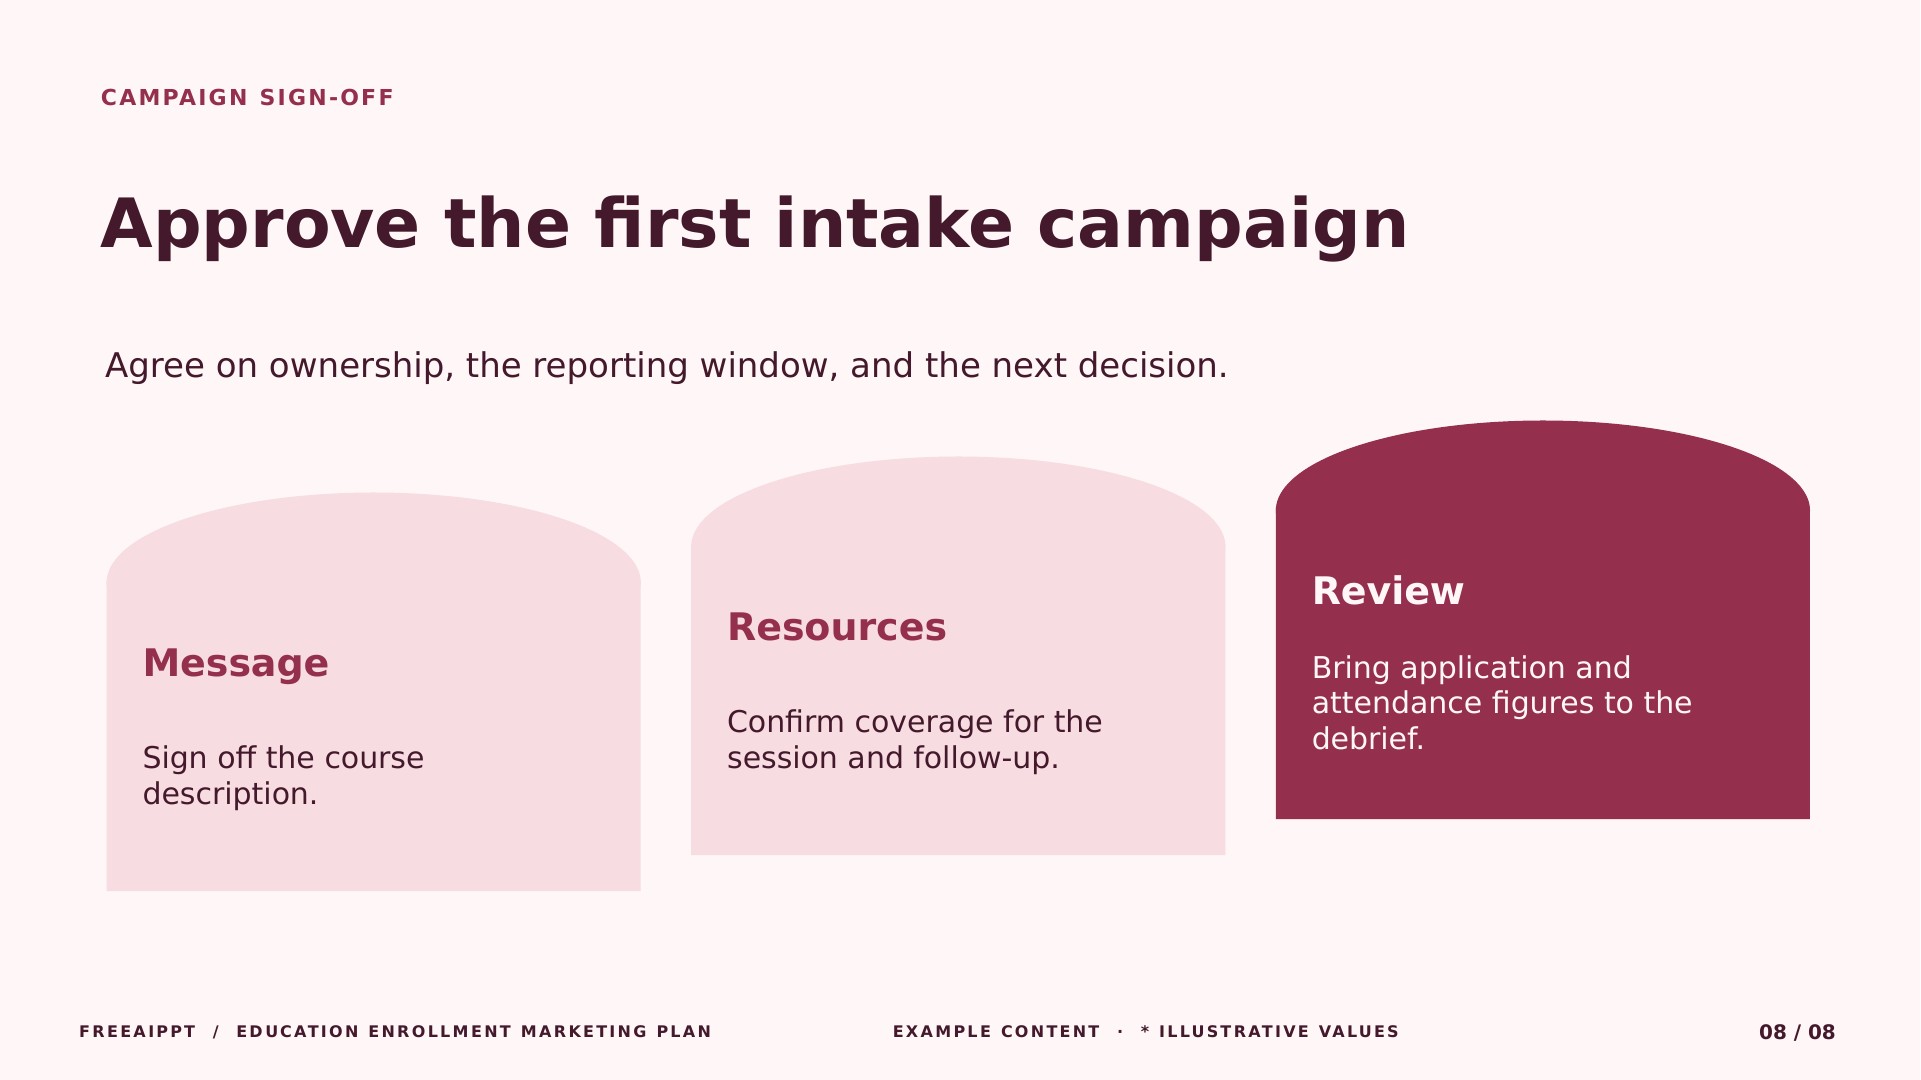 CAMPAIGN SIGN-OFF
Approve the first intake campaign
Agree on ownership, the reporting window, and the next decision.
Message
Sign off the course
description.
Resources
Confirm coverage for the
session and follow-up.
Review
Bring application and
attendance figures to the
debrief.
FREEAIPPT / EDUCATION ENROLLMENT MARKETING PLAN
EXAMPLE CONTENT · * ILLUSTRATIVE VALUES
08 / 08